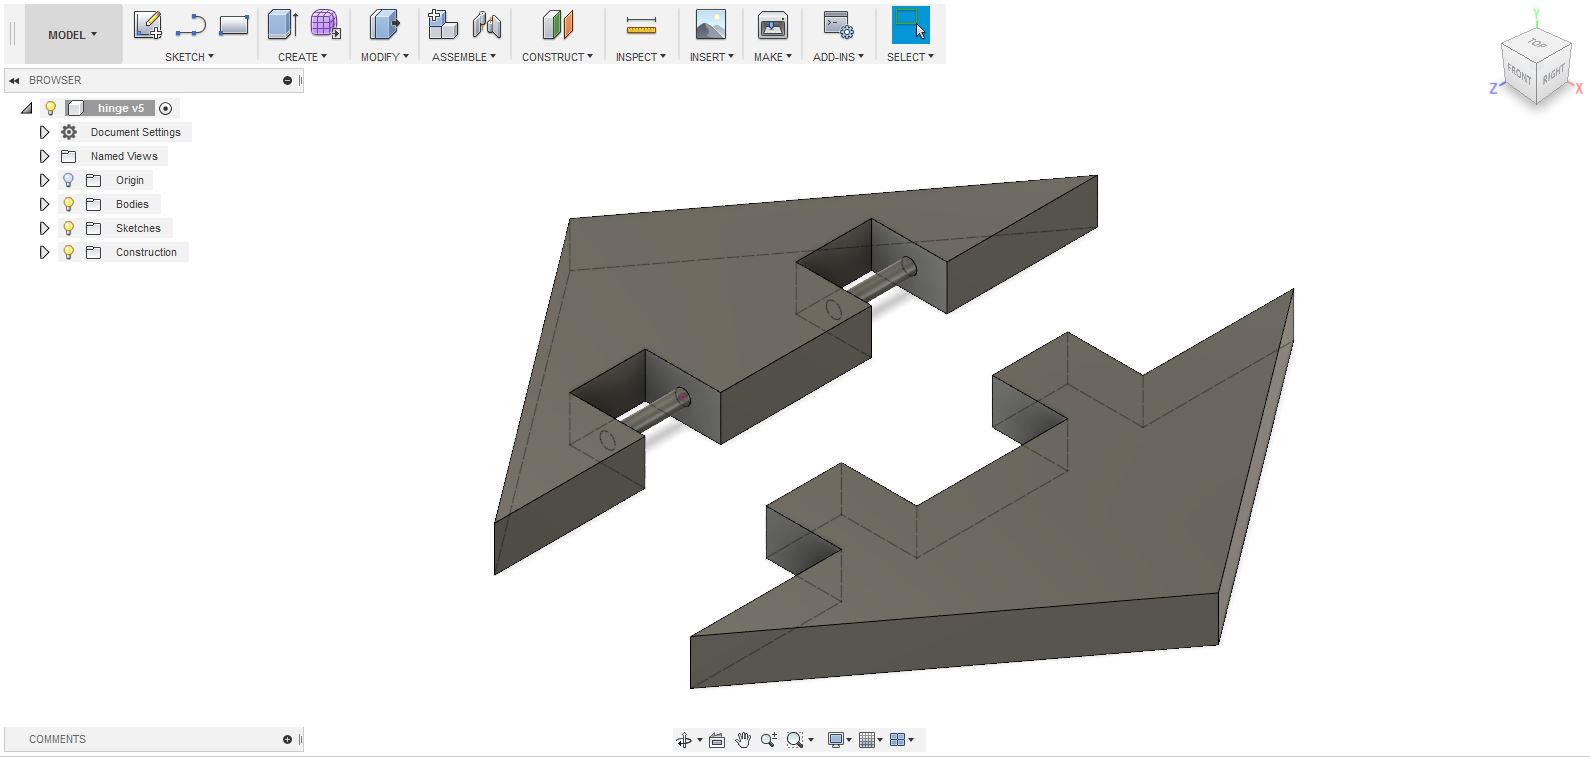 MODEL
SKETCH
CREATE
MODIFY
ASSEMBLE
CONSTRUCT
INSPECT
INSERT
MAKE
ADD-INS
SELECT
BROWSER
hinge v5
Document Settings
Named Views
Origin
Bodies
Sketches
Construction
Y
TOP
FRONT
RIGHT
Z
X
COMMENTS